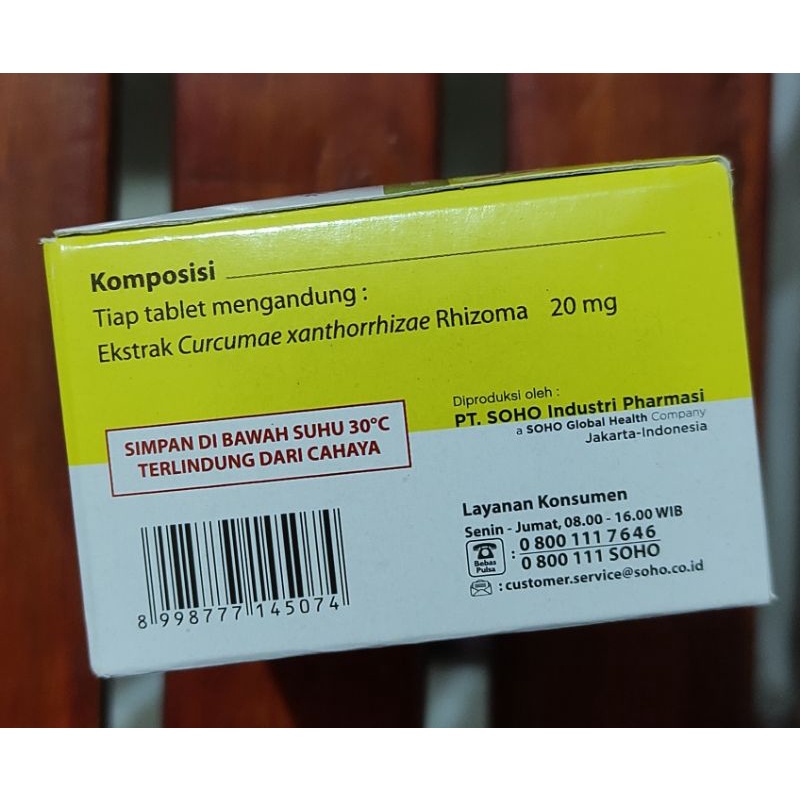 Komposisi
Tiap tablet mengandung :
Ekstrak Curcumae xanthorrhizae Rhizoma 20 mg
SIMPAN DI BAWAH SUHU 30°C
TERLINDUNG DARI CAHAYA
Diproduksi oleh :
PT. SOHO Industri Pharmasi
a SOHO Global Health Company
Jakarta-Indonesia
8 998777 145074
Layanan Konsumen
Senin - Jumat, 08.00 - 16.00 WIB
Bebas
Pulsa
: 0 800 111 7646
0 800 111 SOHO
: customer.service@soho.co.id